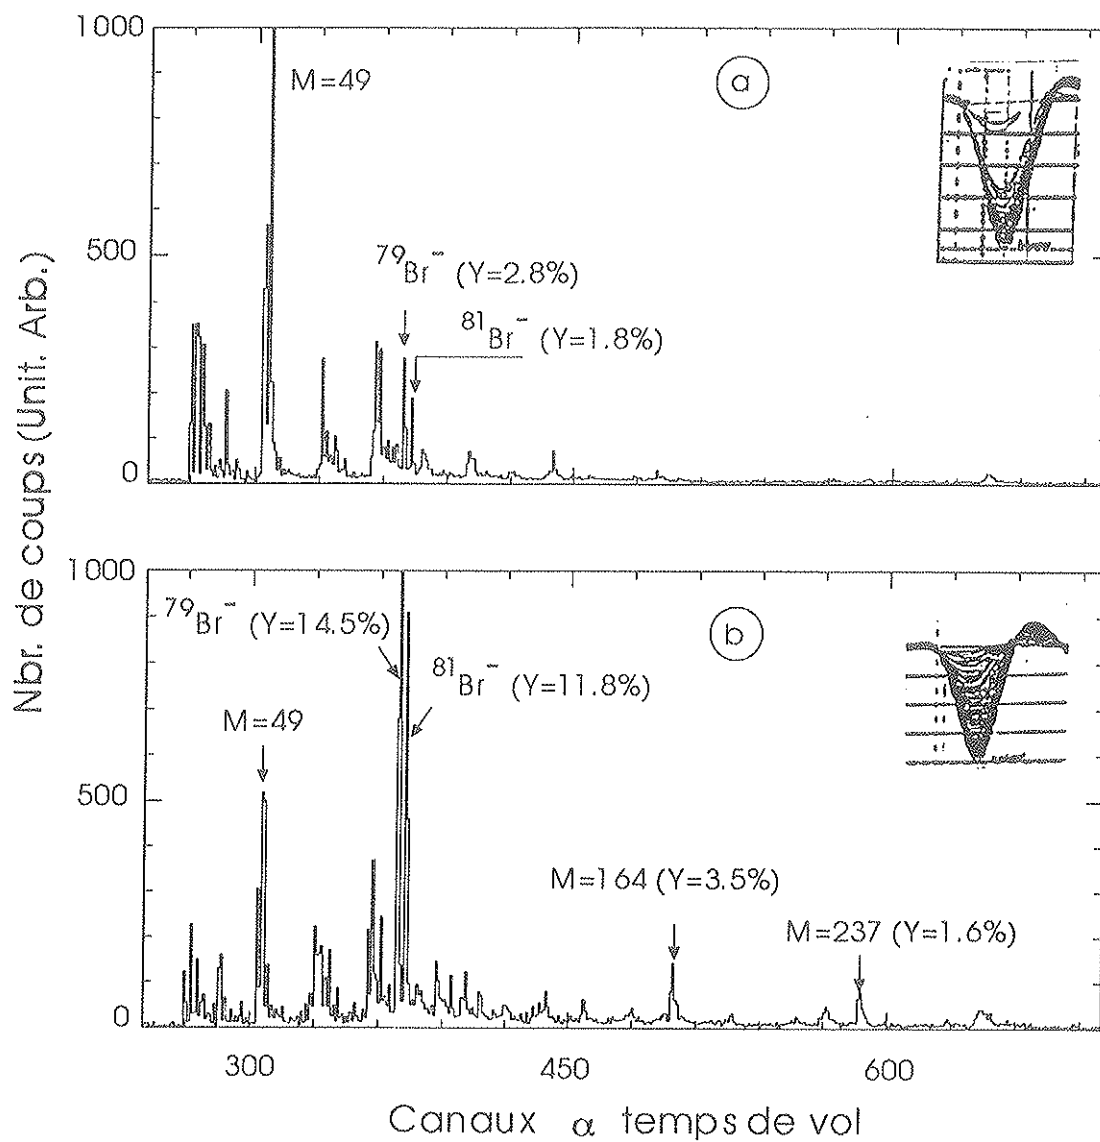 Nbr. de coups (Unit. Arb.)
1000
500
0
M=49
a
79Br− (Y=2.8%)
81Br− (Y=1.8%)
1000
500
0
79Br− (Y=14.5%)
b
81Br− (Y=11.8%)
M=49
M=164 (Y=3.5%)
M=237 (Y=1.6%)
300
450
600
Canaux α temps de vol